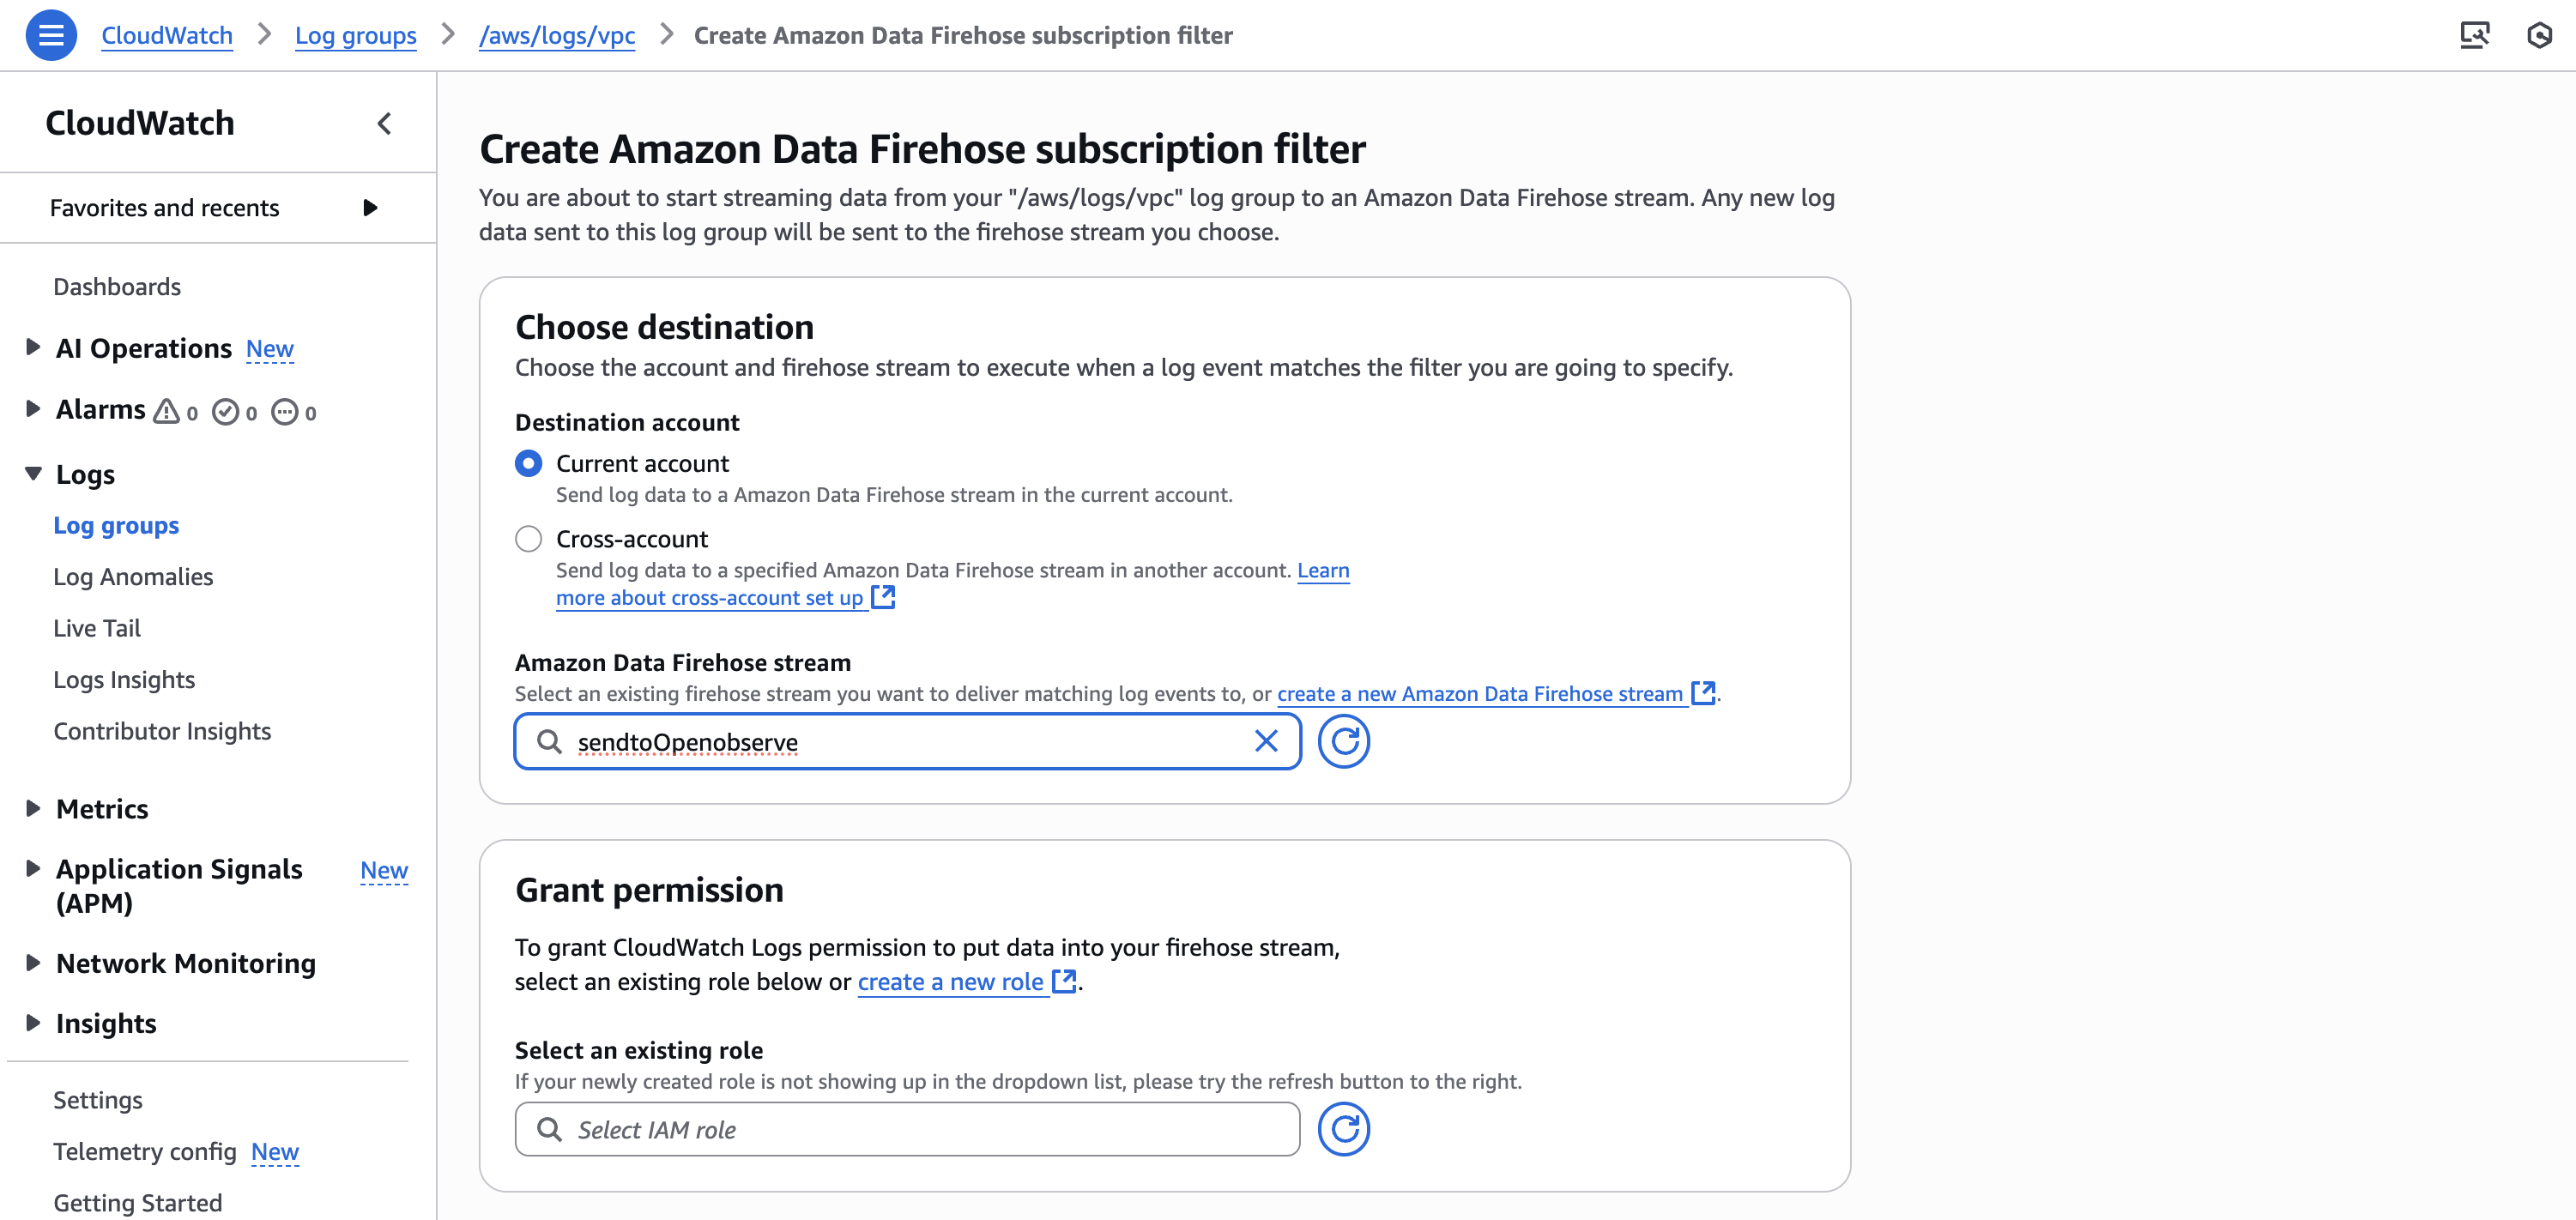 CloudWatch > Log groups > /aws/logs/vpc > Create Amazon Data Firehose subscription filter
CloudWatch
Favorites and recents
Dashboards
AI Operations New
Alarms 0 0 0
Logs
Log groups
Log Anomalies
Live Tail
Logs Insights
Contributor Insights
Metrics
Application Signals New
(APM)
Network Monitoring
Insights
Settings
Telemetry config New
Getting Started
Create Amazon Data Firehose subscription filter
You are about to start streaming data from your "/aws/logs/vpc" log group to an Amazon Data Firehose stream. Any new log
data sent to this log group will be sent to the firehose stream you choose.
Choose destination
Choose the account and firehose stream to execute when a log event matches the filter you are going to specify.
Destination account
Current account
Send log data to a Amazon Data Firehose stream in the current account.
Cross-account
Send log data to a specified Amazon Data Firehose stream in another account. Learn
more about cross-account set up
Amazon Data Firehose stream
Select an existing firehose stream you want to deliver matching log events to, or create a new Amazon Data Firehose stream.
sendtoOpenobserve
Grant permission
To grant CloudWatch Logs permission to put data into your firehose stream,
select an existing role below or create a new role.
Select an existing role
If your newly created role is not showing up in the dropdown list, please try the refresh button to the right.
Select IAM role